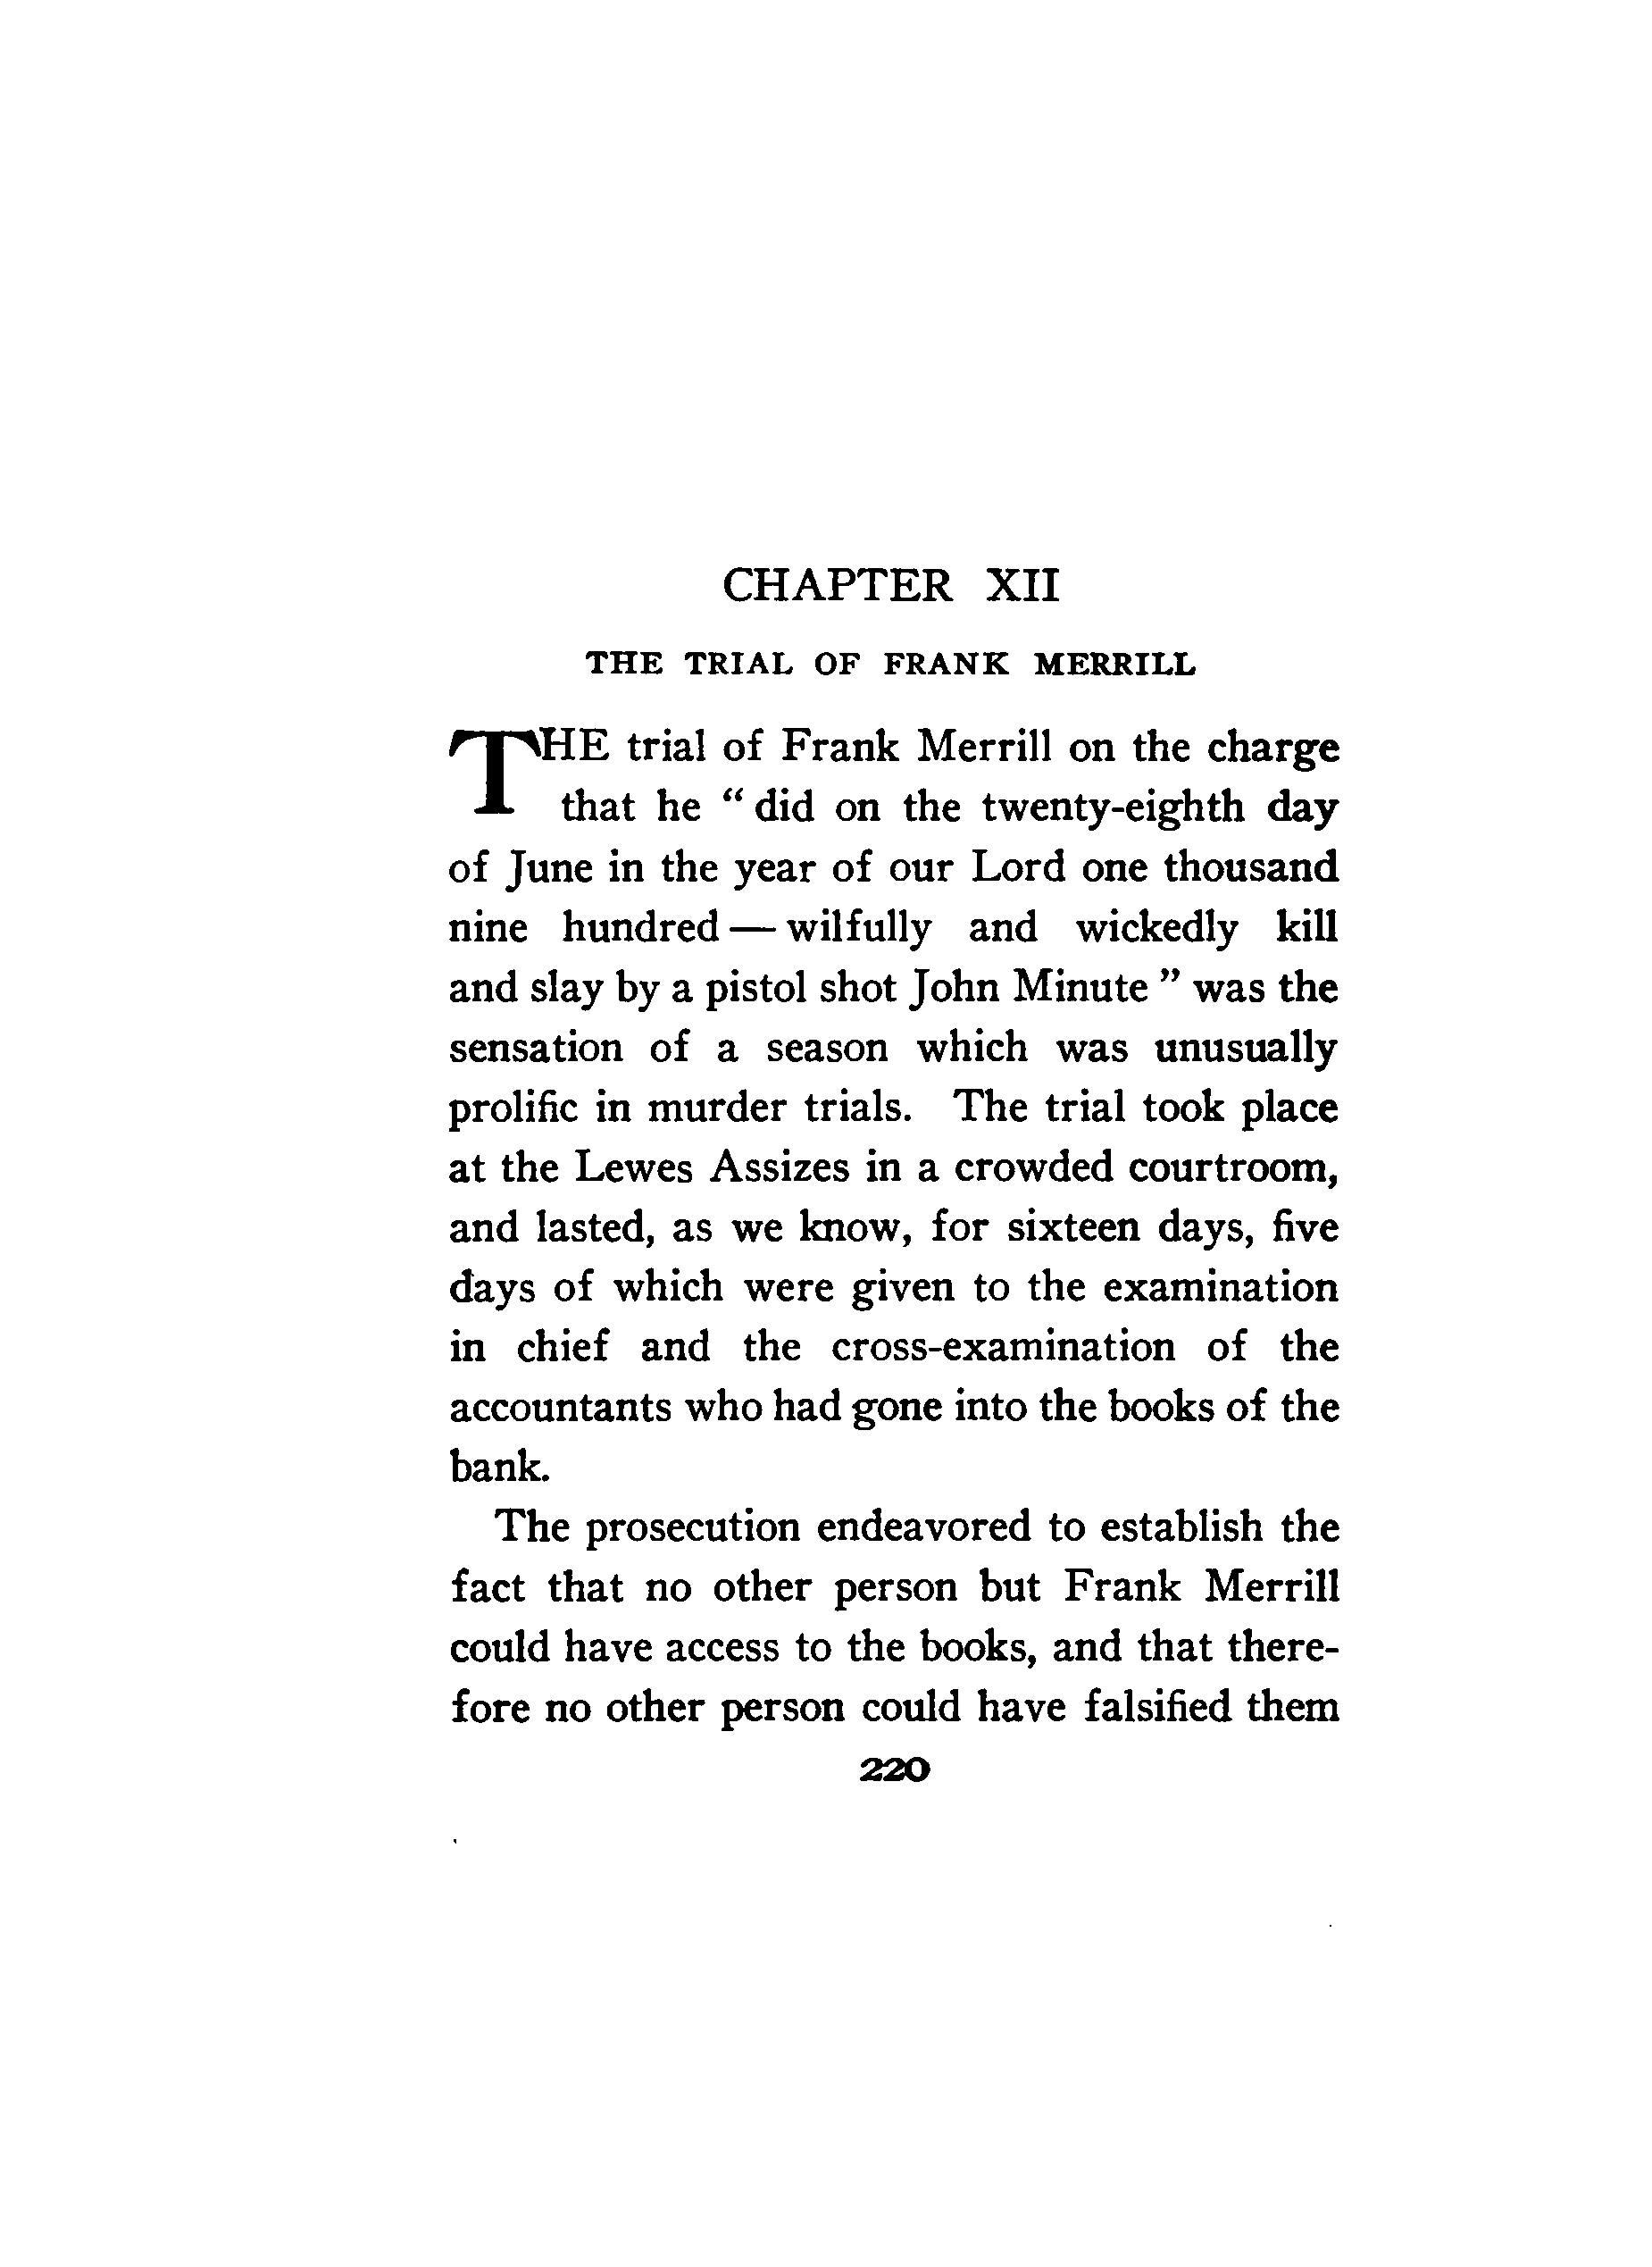 CHAPTER XII
THE TRIAL OF FRANK MERRILL
THE trial of Frank Merrill on the charge
that he “ did on the twenty-eighth day
of June in the year of our Lord one thousand
nine hundred — wilfully and wickedly kill
and slay by a pistol shot John Minute ” was the
sensation of a season which was unusually
prolific in murder trials. The trial took place
at the Lewes Assizes in a crowded courtroom,
and lasted, as we know, for sixteen days, five
days of which were given to the examination
in chief and the cross-examination of the
accountants who had gone into the books of the
bank.
The prosecution endeavored to establish the
fact that no other person but Frank Merrill
could have access to the books, and that there-
fore no other person could have falsified them
220